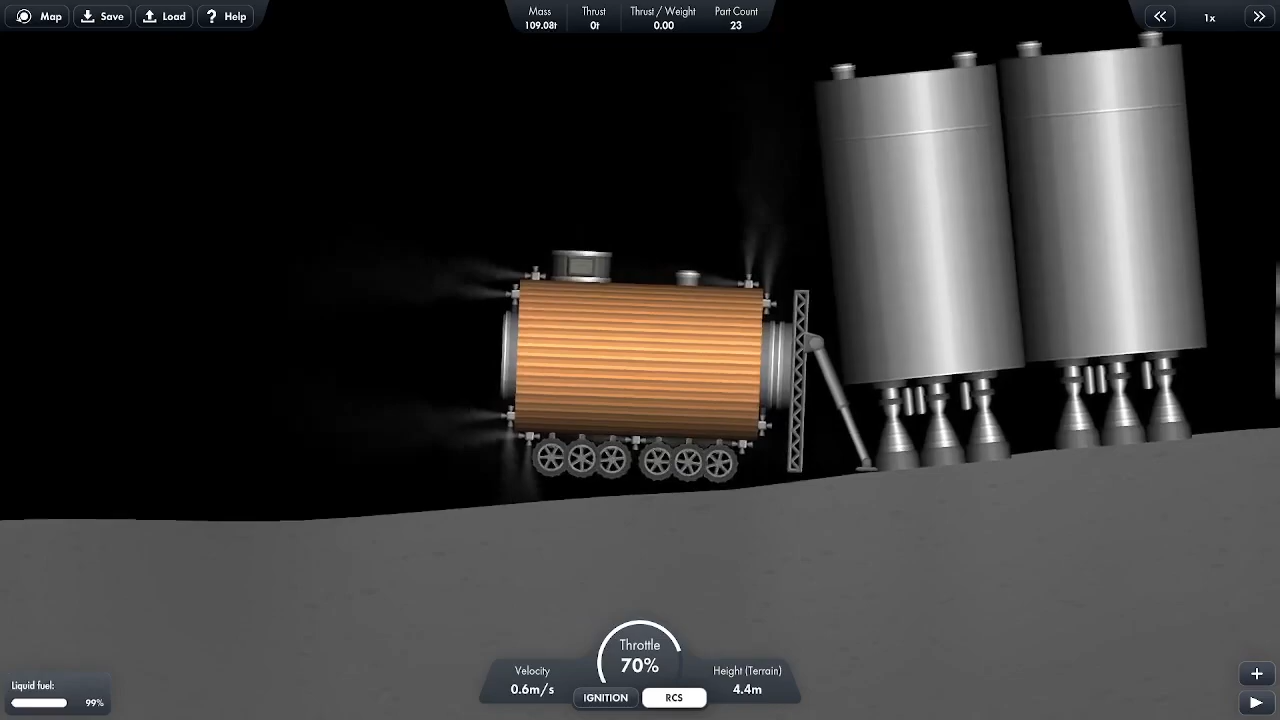 Map Save Load Help
Mass Thrust Thrust / Weight Part Count
109.08t 0t 0.00 23
1x
Throttle
70%
Velocity Height (Terrain)
0.6m/s 4.4m
IGNITION RCS
Liquid fuel:
99%